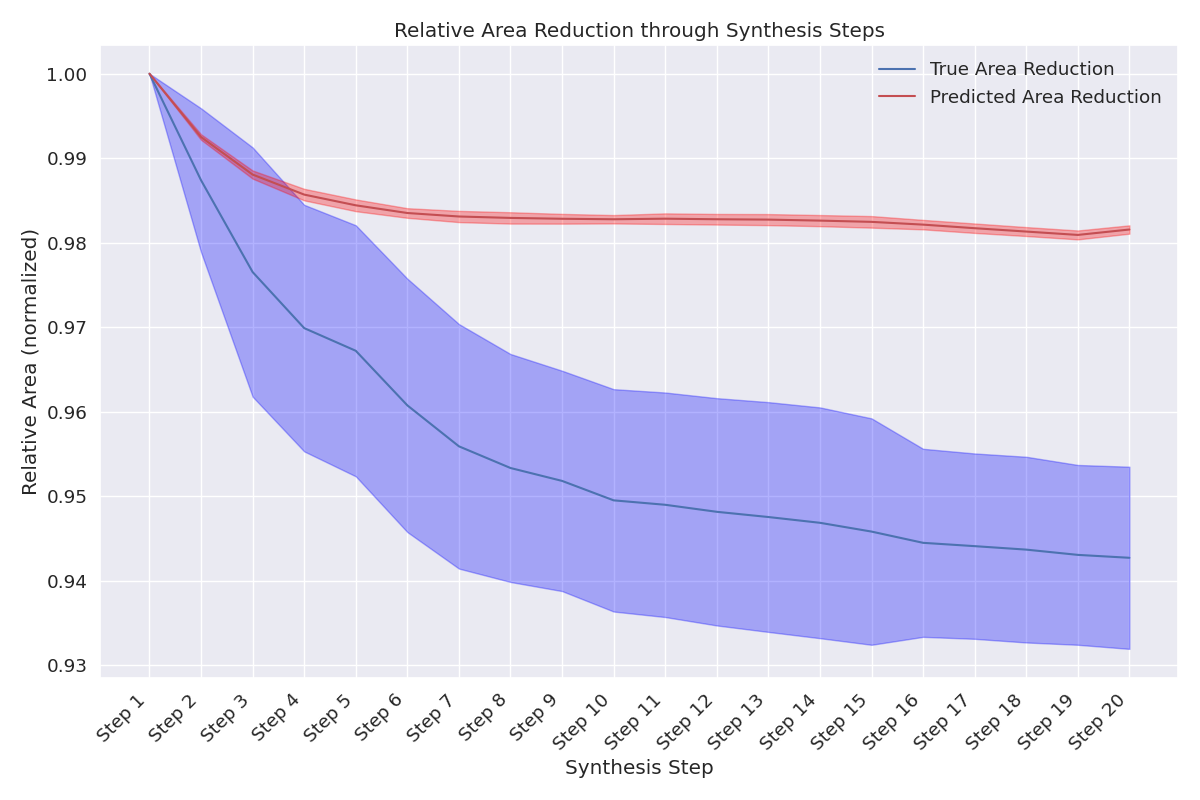 Relative Area Reduction through Synthesis Steps
True Area Reduction
Predicted Area Reduction
Relative Area (normalized)
1.00
0.99
0.98
0.97
0.96
0.95
0.94
0.93
Step 1
Step 2
Step 3
Step 4
Step 5
Step 6
Step 7
Step 8
Step 9
Step 10
Step 11
Step 12
Step 13
Step 14
Step 15
Step 16
Step 17
Step 18
Step 19
Step 20
Synthesis Step